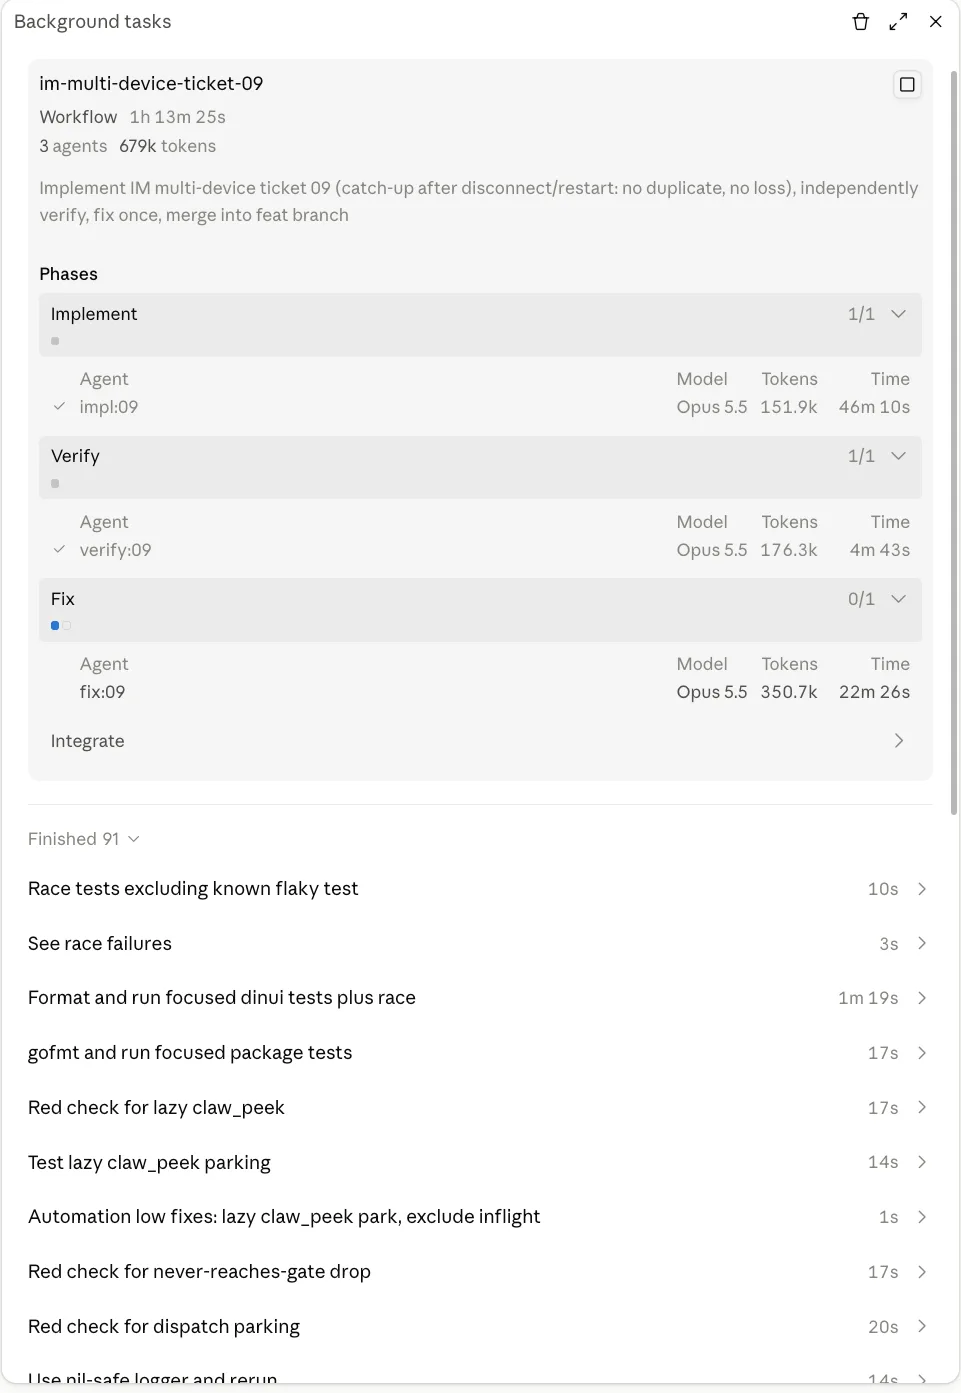 Background tasks
im-multi-device-ticket-09
Workflow 1h 13m 25s
3 agents 679k tokens
Implement IM multi-device ticket 09 (catch-up after disconnect/restart: no duplicate, no loss), independently
verify, fix once, merge into feat branch
Phases
Implement 1/1
Agent Model Tokens Time
impl:09 Opus 5.5 151.9k 46m 10s
Verify 1/1
Agent Model Tokens Time
verify:09 Opus 5.5 176.3k 4m 43s
Fix 0/1
Agent Model Tokens Time
fix:09 Opus 5.5 350.7k 22m 26s
Integrate
Finished 91
Race tests excluding known flaky test 10s
See race failures 3s
Format and run focused dinui tests plus race 1m 19s
gofmt and run focused package tests 17s
Red check for lazy claw_peek 17s
Test lazy claw_peek parking 14s
Automation low fixes: lazy claw_peek park, exclude inflight 1s
Red check for never-reaches-gate drop 17s
Red check for dispatch parking 20s
Use nil-safe logger and rerun 14s